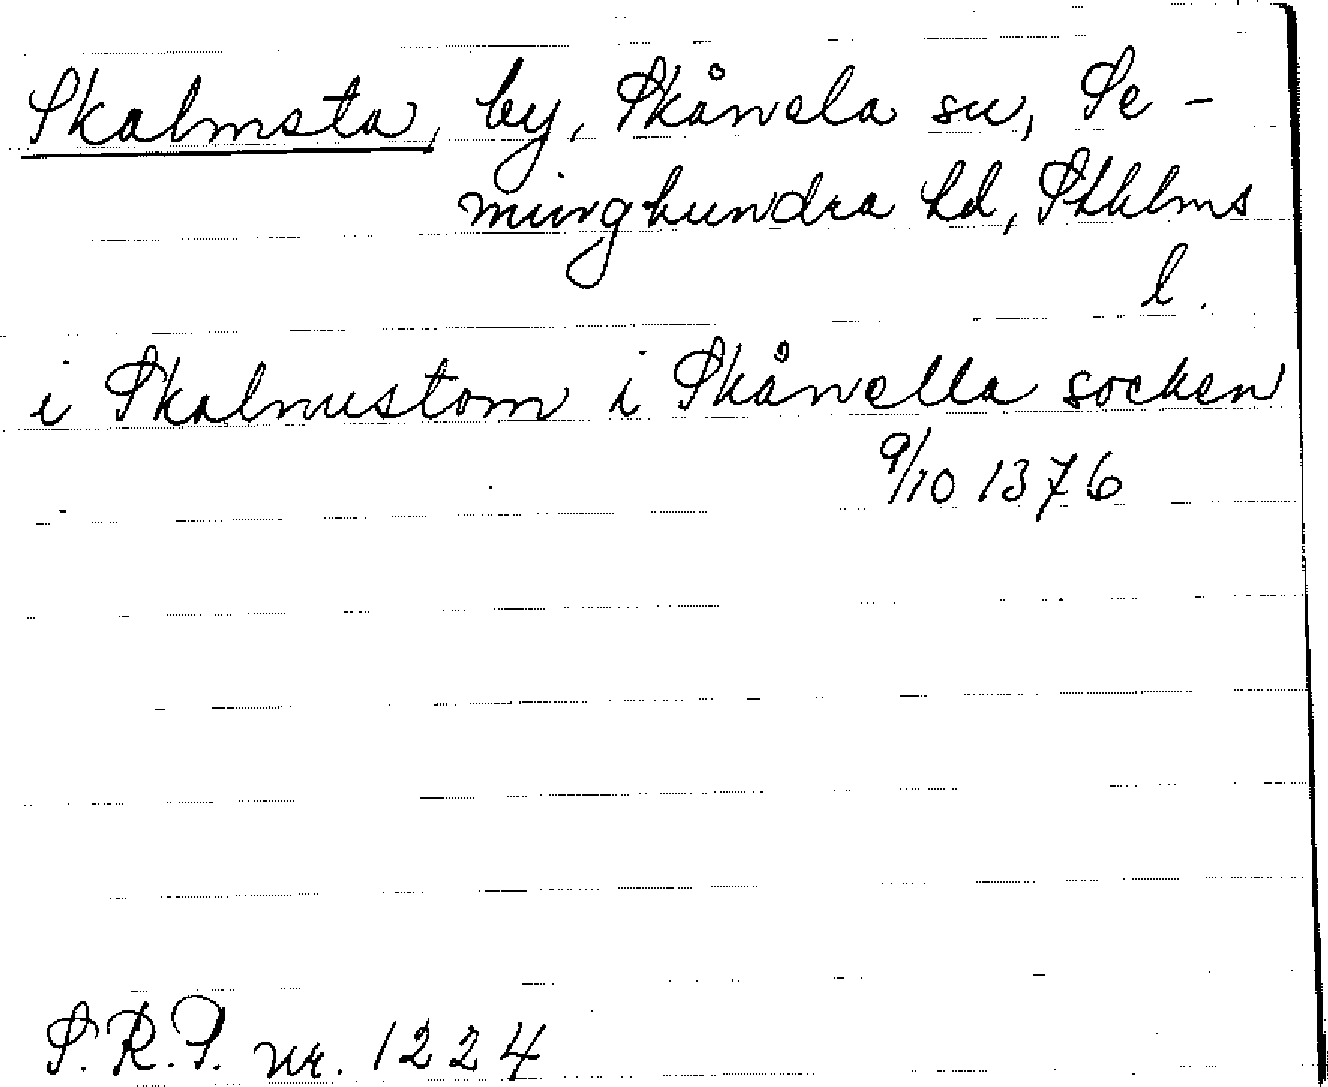 Skalmsta, by, Skånela sn, Se-
minghundra hd, Sthlms
l.
i Skalmustom i Skånella socken
9/10 1376
S.R.P. nr. 1224